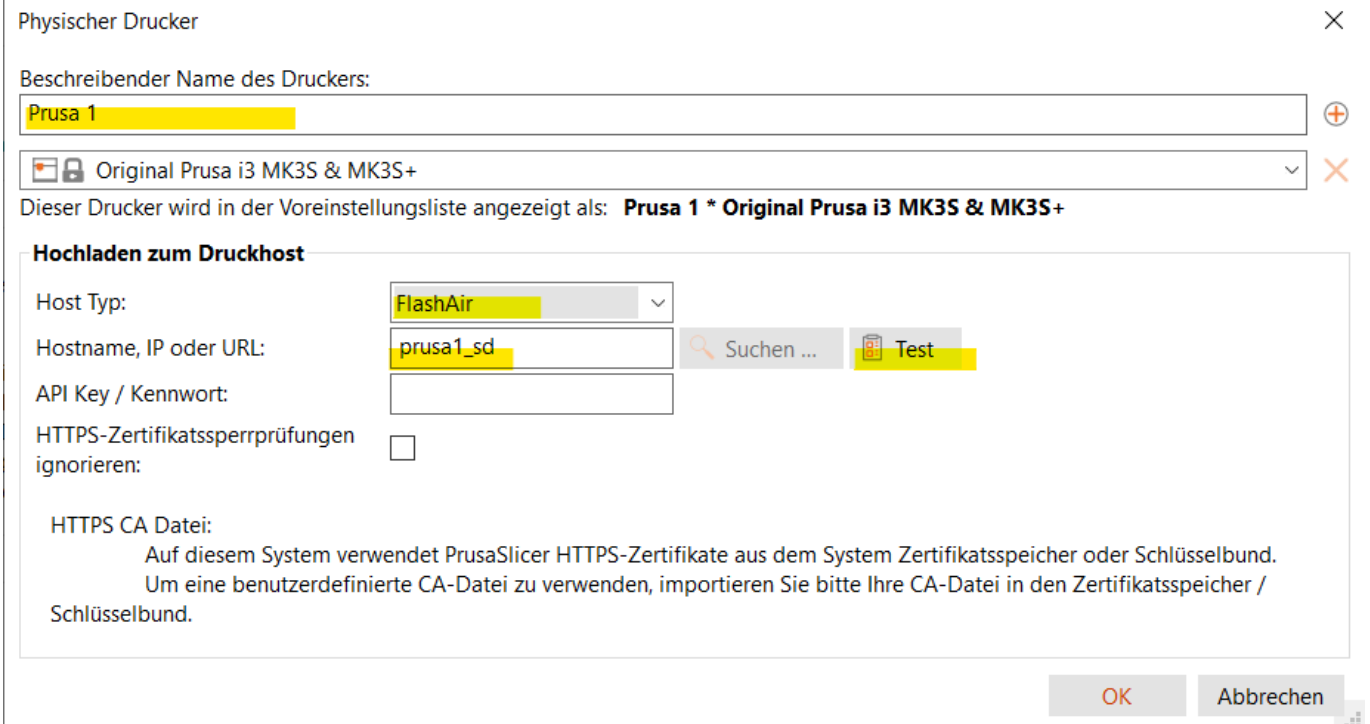 Physischer Drucker
Beschreibender Name des Druckers:
Prusa 1
Original Prusa i3 MK3S & MK3S+
Dieser Drucker wird in der Voreinstellungsliste angezeigt als: Prusa 1 * Original Prusa i3 MK3S & MK3S+
Hochladen zum Druckhost
Host Typ: FlashAir
Hostname, IP oder URL: prusa1_sd Suchen ... Test
API Key / Kennwort:
HTTPS-Zertifikatssperrprüfungen
ignorieren:
HTTPS CA Datei:
Auf diesem System verwendet PrusaSlicer HTTPS-Zertifikate aus dem System Zertifikatsspeicher oder Schlüsselbund.
Um eine benutzerdefinierte CA-Datei zu verwenden, importieren Sie bitte Ihre CA-Datei in den Zertifikatsspeicher /
Schlüsselbund.
OK Abbrechen